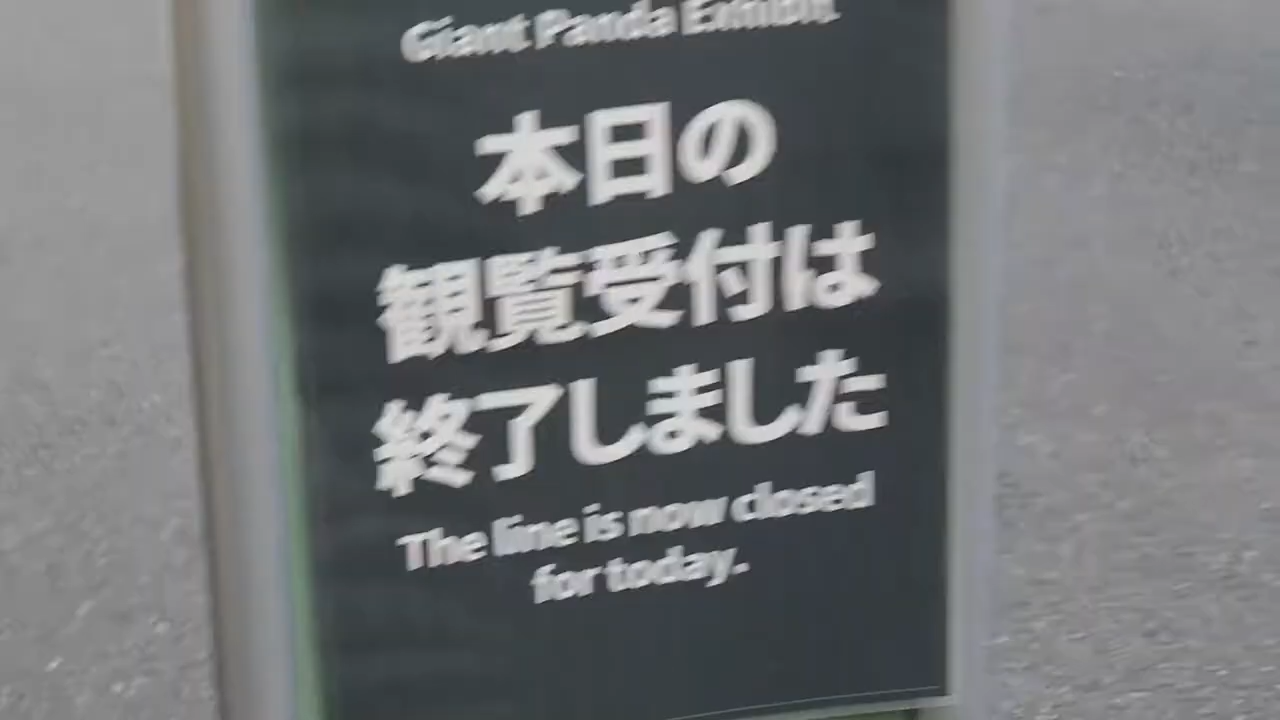 Giant Panda Exhibit
本日の
観覧受付は
終了しました
The line is now closed
for today.